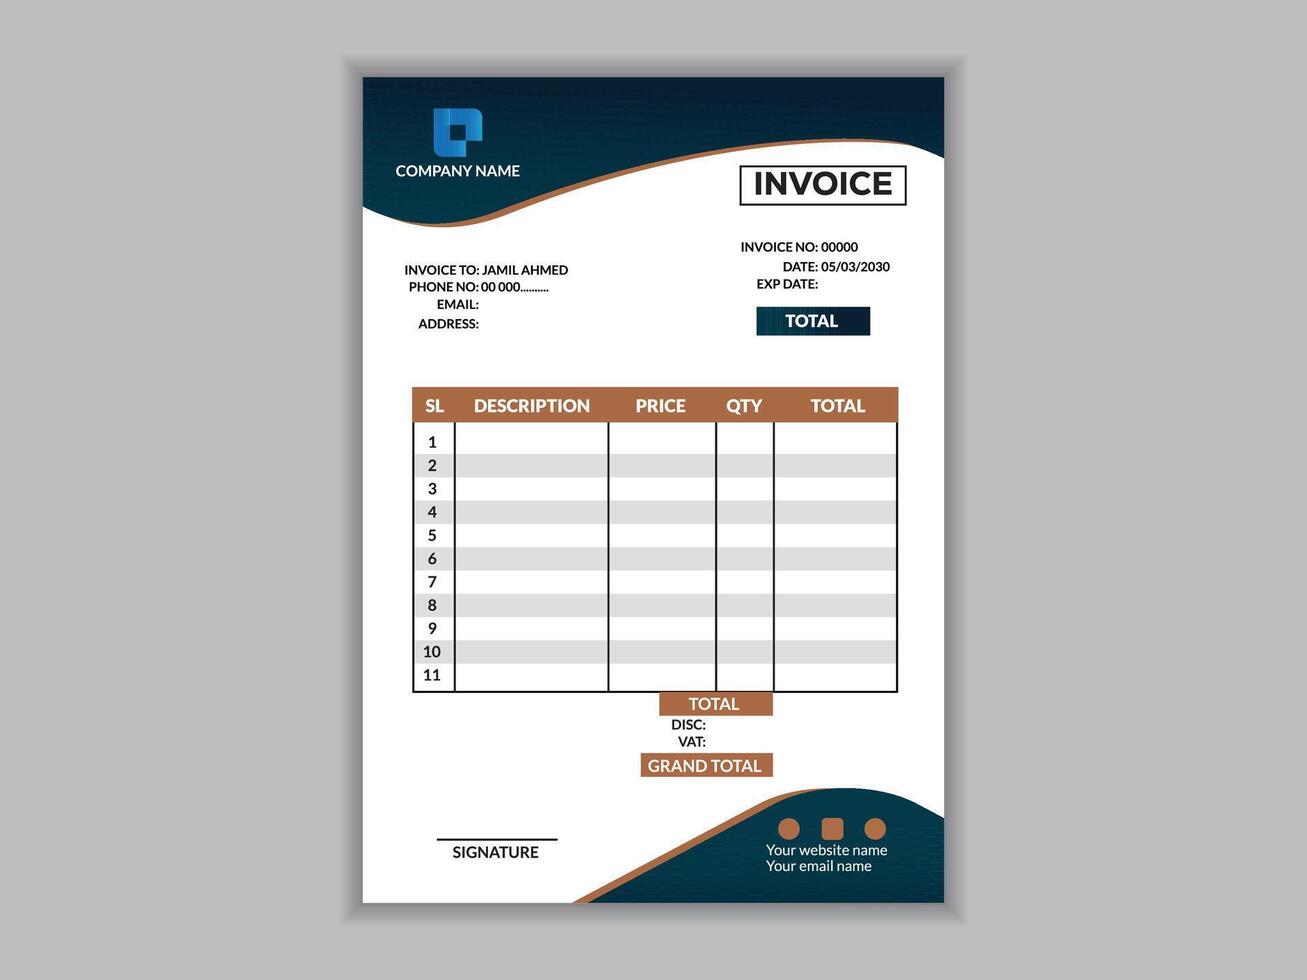 COMPANY NAME
INVOICE
INVOICE NO: 00000
DATE: 05/03/2030
EXP DATE:
INVOICE TO: JAMIL AHMED
PHONE NO: 00 000..........
EMAIL:
ADDRESS:
TOTAL
SL DESCRIPTION PRICE QTY TOTAL
1
2
3
4
5
6
7
8
9
10
11
TOTAL
DISC:
VAT:
GRAND TOTAL
SIGNATURE
Your website name
Your email name